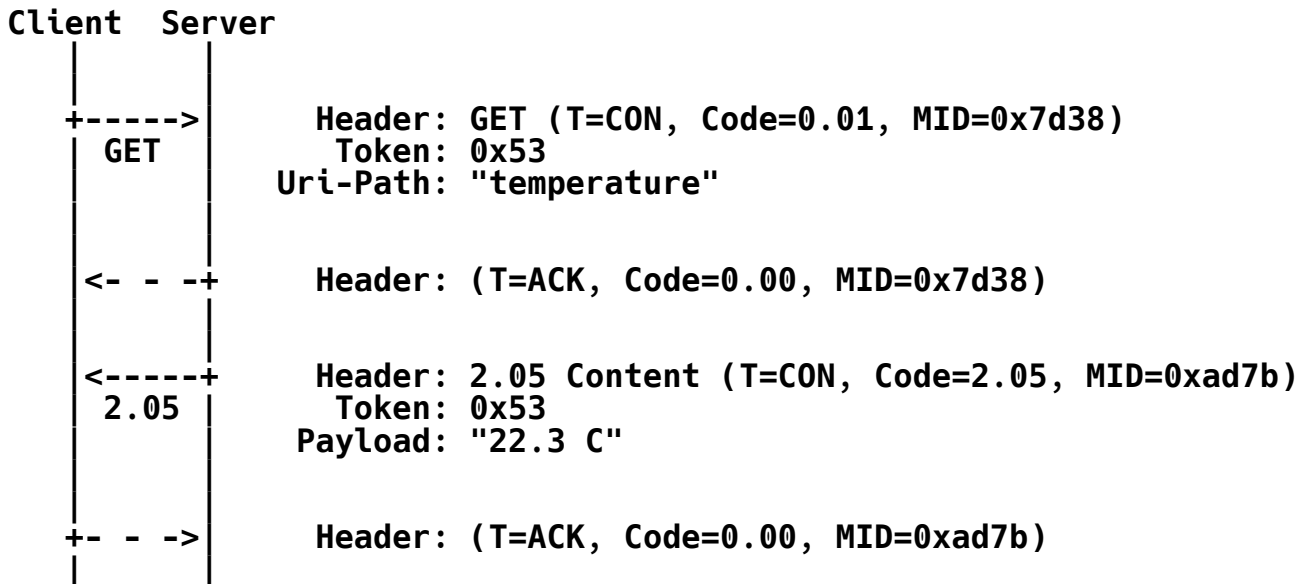 Client  Server
   |      |
   |      |
   +----->|     Header: GET (T=CON, Code=0.01, MID=0x7d38)
   | GET  |      Token: 0x53
   |      |   Uri-Path: "temperature"
   |      |
   |      |
   |<- - -+     Header: (T=ACK, Code=0.00, MID=0x7d38)
   |      |
   |      |
   |<-----+     Header: 2.05 Content (T=CON, Code=2.05, MID=0xad7b)
   | 2.05 |      Token: 0x53
   |      |    Payload: "22.3 C"
   |      |
   |      |
   +- - ->|     Header: (T=ACK, Code=0.00, MID=0xad7b)
   |      |